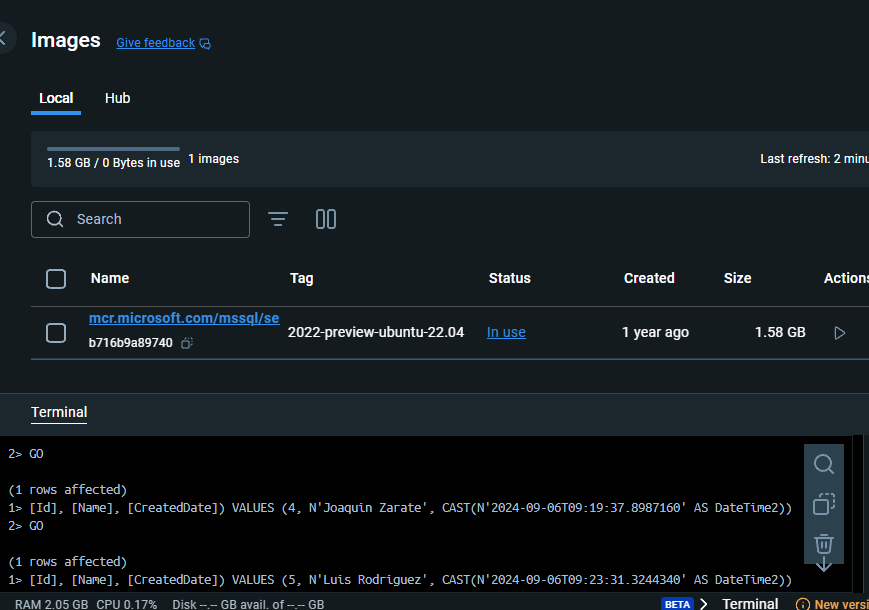 Images Give feedback
Local Hub
1.58 GB / 0 Bytes in use 1 images Last refresh: 2 minu
Search
Name Tag Status Created Size Actions
mcr.microsoft.com/mssql/se
2022-preview-ubuntu-22.04 In use 1 year ago 1.58 GB
b716b9a89740
Terminal
2> GO
(1 rows affected)
1> [Id], [Name], [CreatedDate]) VALUES (4, N'Joaquin Zarate', CAST(N'2024-09-06T09:19:37.8987160' AS DateTime2))
2> GO
(1 rows affected)
1> [Id], [Name], [CreatedDate]) VALUES (5, N'Luis Rodriguez', CAST(N'2024-09-06T09:23:31.3244340' AS DateTime2))
RAM 2.05 GB CPU 0.17% Disk --.-- GB avail. of --.-- GB BETA Terminal New versi